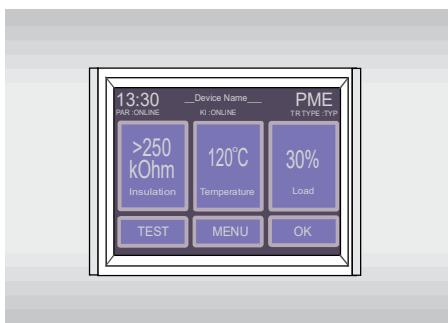 13:30 __Device Name__ PME
PAR :ONLINE KI :ONLINE TR TYPE :TYP
>250 kOhm
Insulation
120°C
Temperature
30%
Load
TEST MENU OK